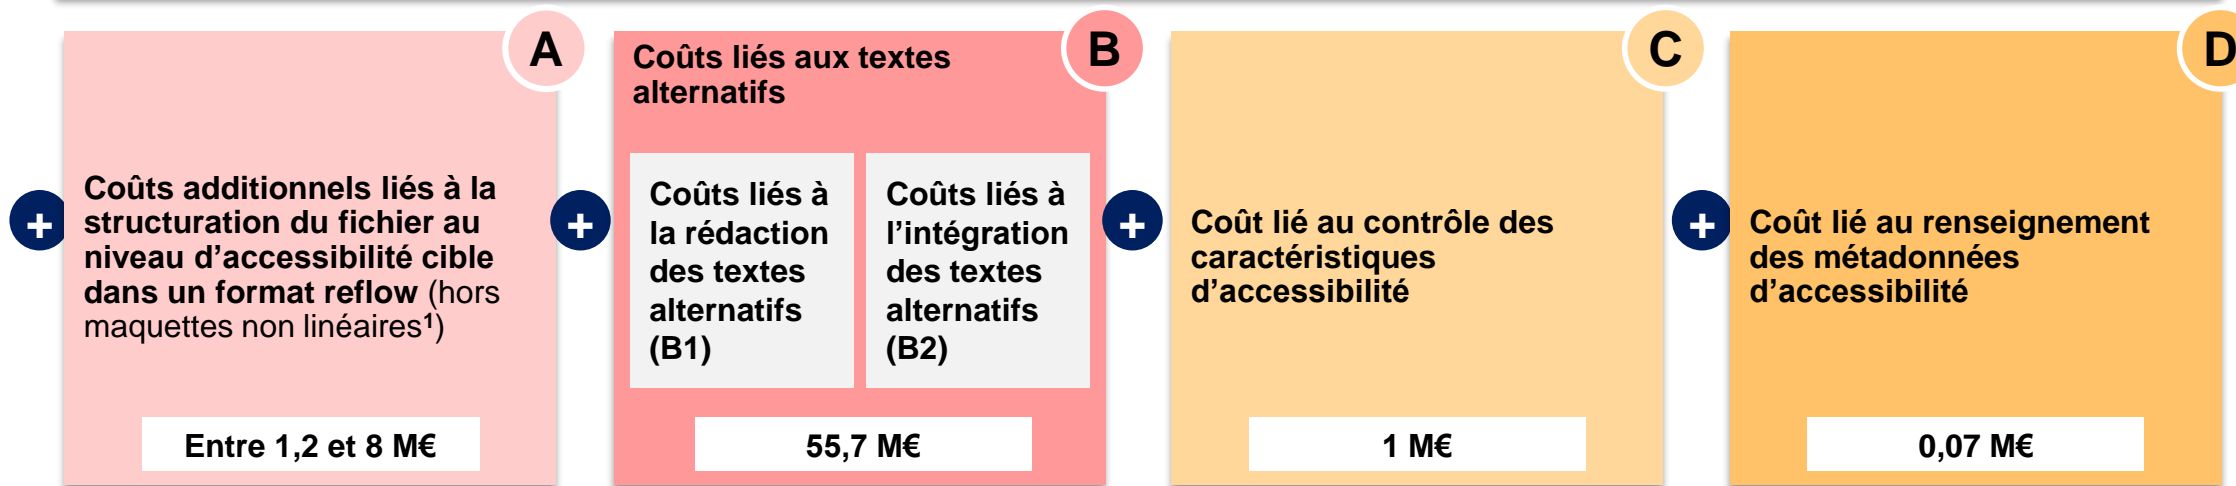 A
+
Coûts additionnels liés à la
structuration du fichier au
niveau d’accessibilité cible
dans un format reflow (hors
maquettes non linéaires¹)
Entre 1,2 et 8 M€
+
B
Coûts liés aux textes
alternatifs
Coûts liés à
la rédaction
des textes
alternatifs
(B1)
Coûts liés à
l’intégration
des textes
alternatifs
(B2)
55,7 M€
+
C
Coût lié au contrôle des
caractéristiques
d’accessibilité
1 M€
+
D
Coût lié au renseignement
des métadonnées
d’accessibilité
0,07 M€